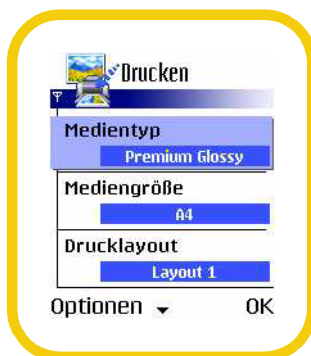 Drucken
Medientyp
Premium Glossy
Mediengröße
A4
Drucklayout
Layout 1
Optionen OK